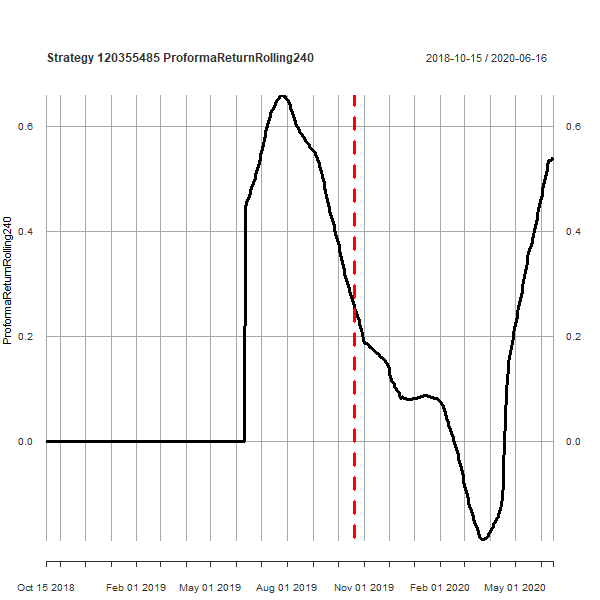 Strategy 120355485 ProformaReturnRolling240 2018-10-15 / 2020-06-16
ProformaReturnRolling240
0.6 0.6
0.4 0.4
0.2 0.2
0.0 0.0
Oct 15 2018 Feb 01 2019 May 01 2019 Aug 01 2019 Nov 01 2019 Feb 01 2020 May 01 2020